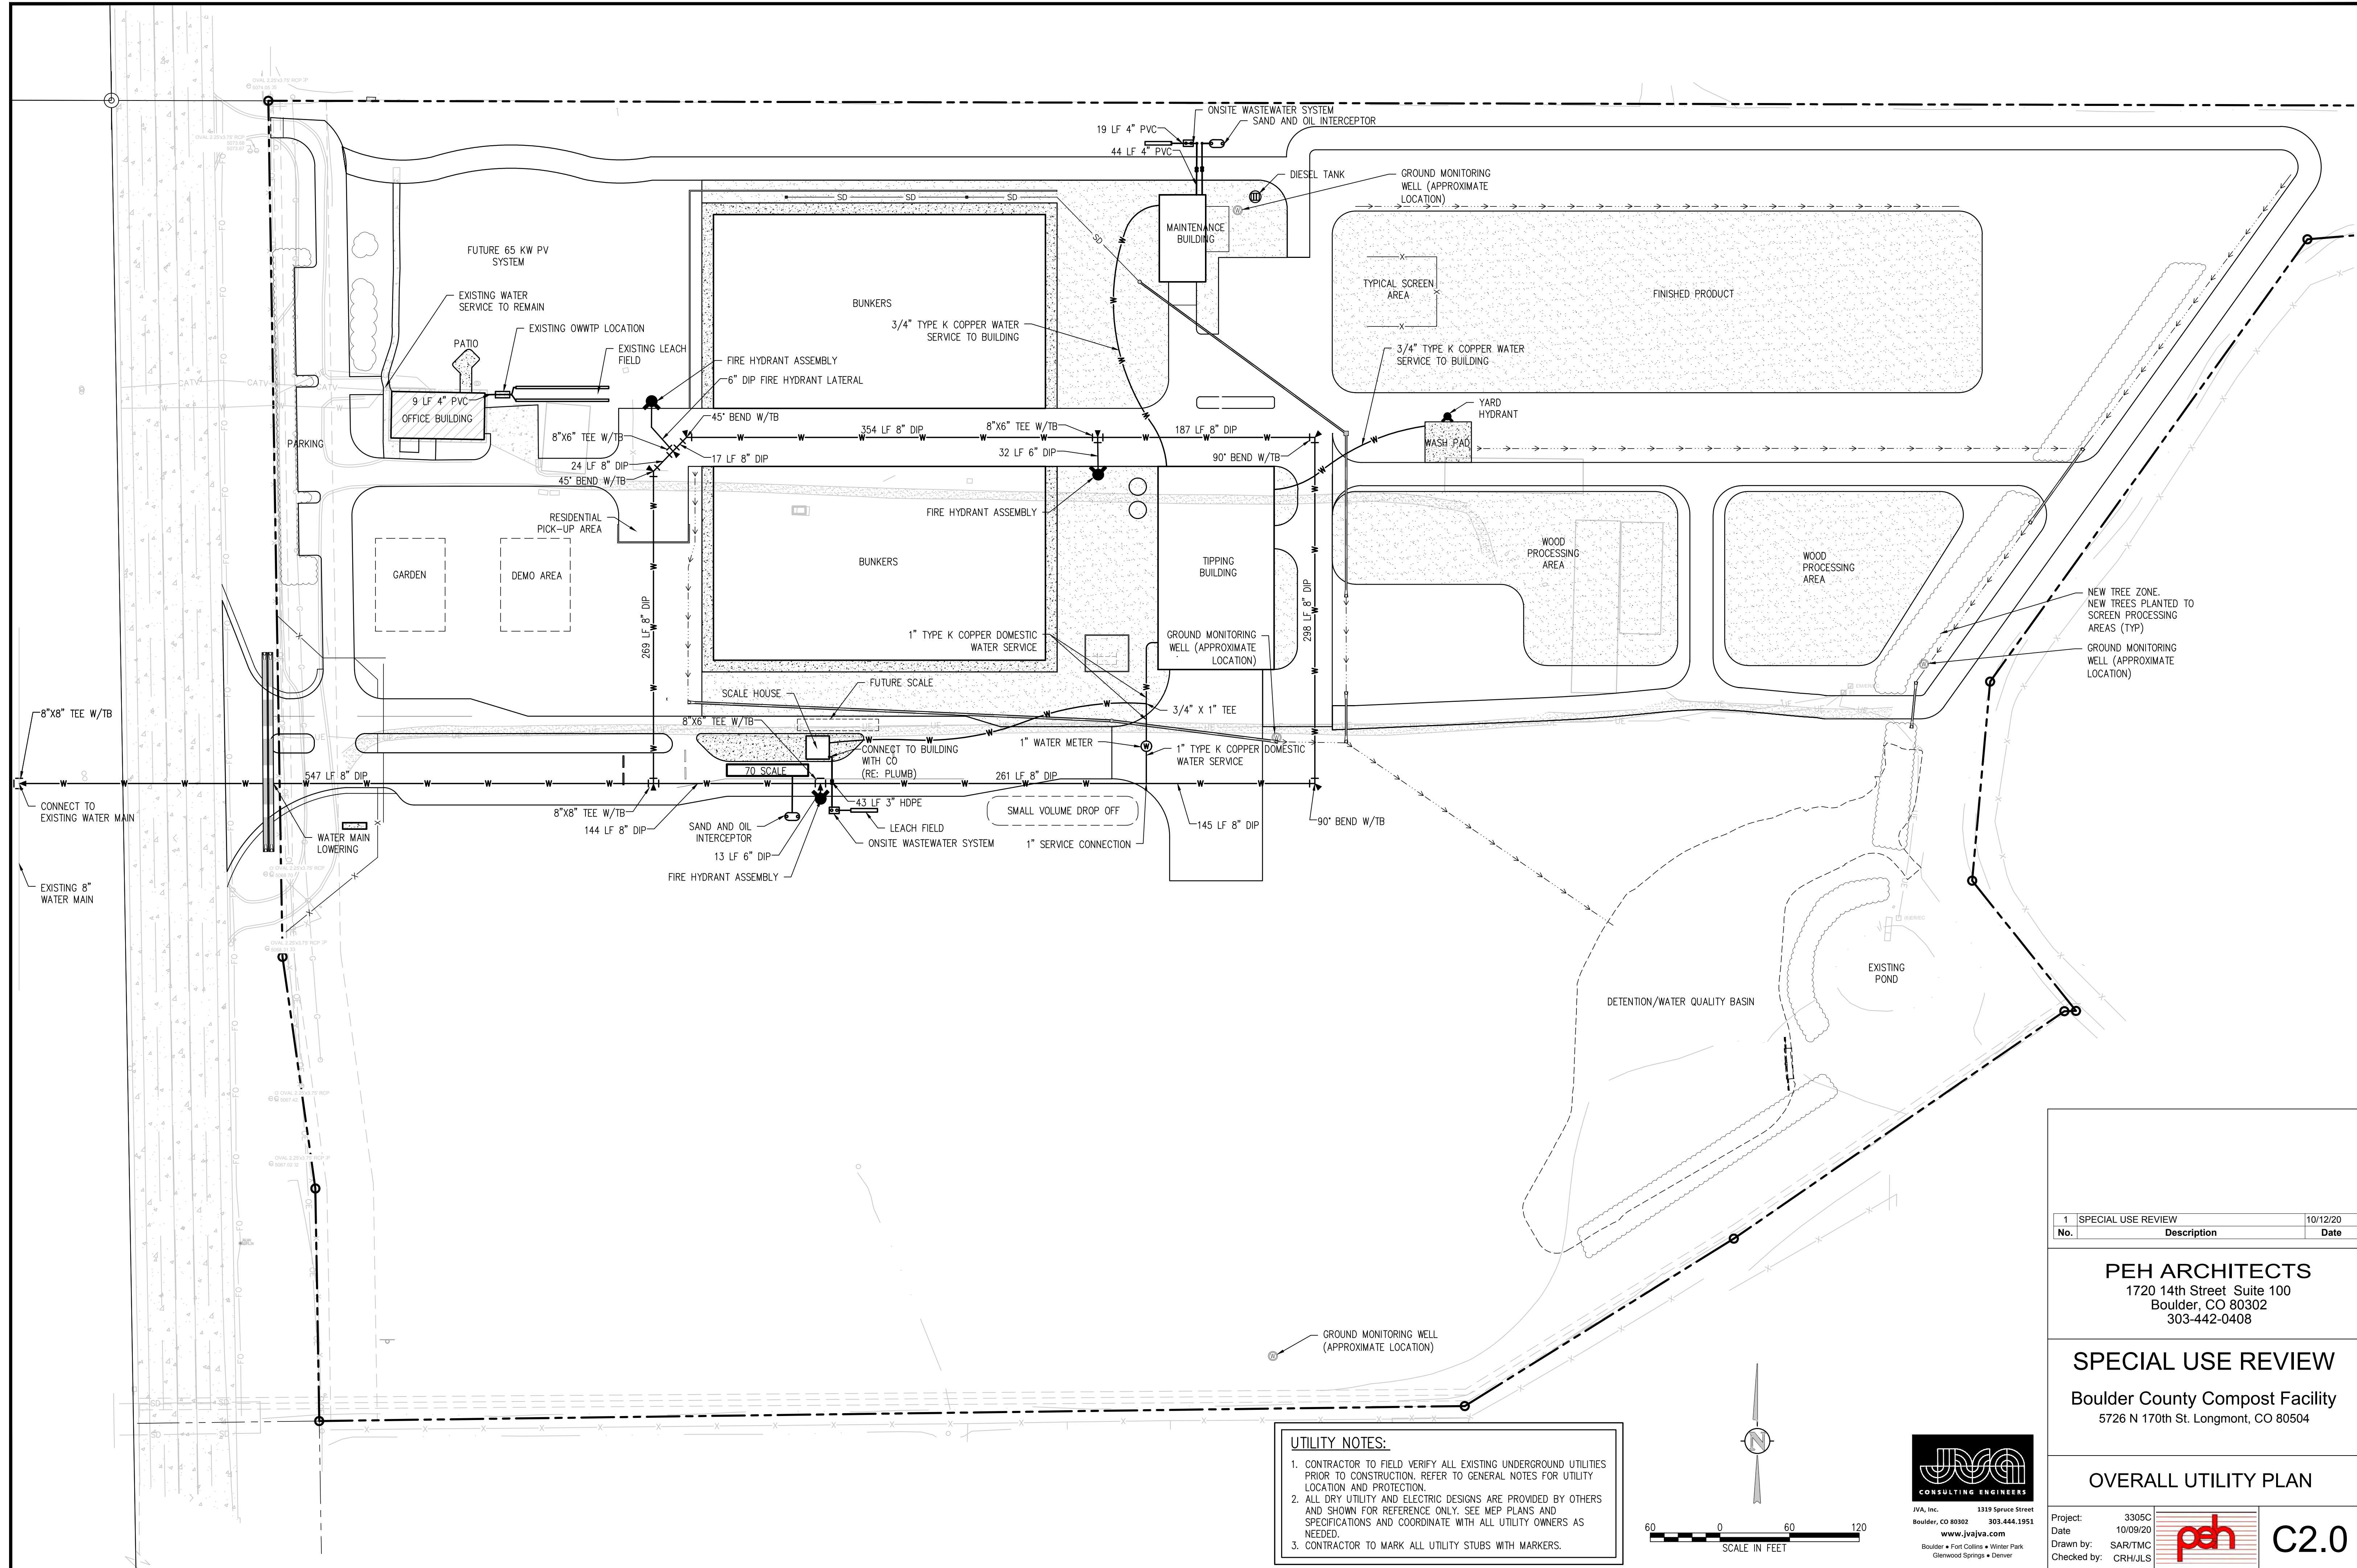 ONSITE WASTEWATER SYSTEM
SAND AND OIL INTERCEPTOR
19 LF 4" PVC
44 LF 4" PVC
DIESEL TANK
GROUND MONITORING
WELL (APPROXIMATE
LOCATION)
SD SD SD
SD
MAINTENANCE
BUILDING
FUTURE 65 KW PV
SYSTEM
EXISTING WATER
SERVICE TO REMAIN
EXISTING OWWTP LOCATION
PATIO
EXISTING LEACH
FIELD
BUNKERS
3/4" TYPE K COPPER WATER
SERVICE TO BUILDING
TYPICAL SCREEN
AREA
FINISHED PRODUCT
3/4" TYPE K COPPER WATER
SERVICE TO BUILDING
FIRE HYDRANT ASSEMBLY
6" DIP FIRE HYDRANT LATERAL
CATV CATV CATV
9 LF 4" PVC
OFFICE BUILDING
PARKING
45° BEND W/TB
8"X6" TEE W/TB
354 LF 8" DIP
8"X6" TEE W/TB
187 LF 8" DIP
YARD
HYDRANT
WASH PAD
17 LF 8" DIP
24 LF 8" DIP
45° BEND W/TB
32 LF 6" DIP
90° BEND W/TB
FIRE HYDRANT ASSEMBLY
RESIDENTIAL
PICK-UP AREA
GARDEN
DEMO AREA
BUNKERS
TIPPING
BUILDING
WOOD
PROCESSING
AREA
WOOD
PROCESSING
AREA
269 LF 8" DIP
298 LF 8" DIP
NEW TREE ZONE.
NEW TREES PLANTED TO
SCREEN PROCESSING
AREAS (TYP)
GROUND MONITORING
WELL (APPROXIMATE
LOCATION)
1" TYPE K COPPER DOMESTIC
WATER SERVICE
GROUND MONITORING
WELL (APPROXIMATE
LOCATION)
SCALE HOUSE
FUTURE SCALE
8"X6" TEE W/TB
3/4" X 1" TEE
8"X8" TEE W/TB
CONNECT TO BUILDING
WITH CO
(RE: PLUMB)
1" WATER METER
1" TYPE K COPPER DOMESTIC
WATER SERVICE
547 LF 8" DIP
70 SCALE
261 LF 8" DIP
CONNECT TO
EXISTING WATER MAIN
8"X8" TEE W/TB
144 LF 8" DIP
43 LF 3" HDPE
SMALL VOLUME DROP OFF
145 LF 8" DIP
90° BEND W/TB
WATER MAIN
LOWERING
SAND AND OIL
INTERCEPTOR
LEACH FIELD
ONSITE WASTEWATER SYSTEM
1" SERVICE CONNECTION
13 LF 6" DIP
FIRE HYDRANT ASSEMBLY
EXISTING 8"
WATER MAIN
EXISTING
POND
DETENTION/WATER QUALITY BASIN
GROUND MONITORING WELL
(APPROXIMATE LOCATION)
UTILITY NOTES:
1. CONTRACTOR TO FIELD VERIFY ALL EXISTING UNDERGROUND UTILITIES
PRIOR TO CONSTRUCTION. REFER TO GENERAL NOTES FOR UTILITY
LOCATION AND PROTECTION.
2. ALL DRY UTILITY AND ELECTRIC DESIGNS ARE PROVIDED BY OTHERS
AND SHOWN FOR REFERENCE ONLY. SEE MEP PLANS AND
SPECIFICATIONS AND COORDINATE WITH ALL UTILITY OWNERS AS
NEEDED.
3. CONTRACTOR TO MARK ALL UTILITY STUBS WITH MARKERS.
N
60 0 60 120
SCALE IN FEET
JVA
CONSULTING ENGINEERS
JVA, Inc. 1319 Spruce Street
Boulder, CO 80302 303.444.1951
www.jvajva.com
Boulder ● Fort Collins ● Winter Park
Glenwood Springs ● Denver
1 SPECIAL USE REVIEW 10/12/20
No. Description Date
PEH ARCHITECTS
1720 14th Street Suite 100
Boulder, CO 80302
303-442-0408
SPECIAL USE REVIEW
Boulder County Compost Facility
5726 N 170th St. Longmont, CO 80504
OVERALL UTILITY PLAN
Project: 3305C
Date 10/09/20
Drawn by: SAR/TMC
Checked by: CRH/JLS
peh
C2.0